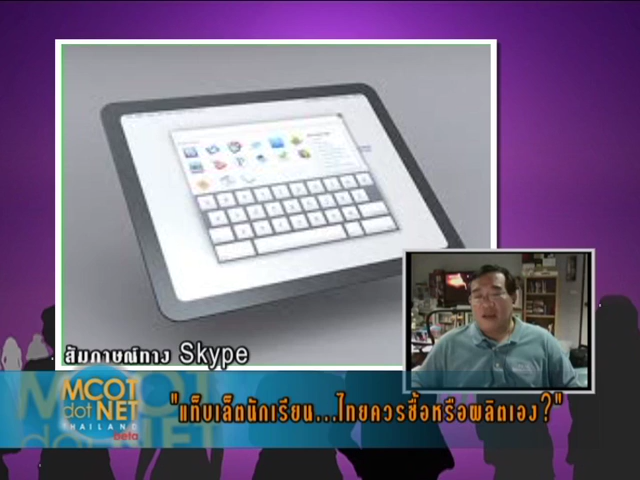 สัมภาษณ์ทาง Skype
MCOT
dot NET
THAILAND
Beta
"แท็บเล็ตนักเรียน...ไทยควรซื้อหรือผลิตเอง?"